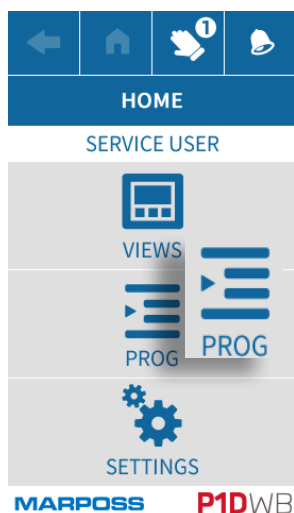 1
HOME
SERVICE USER
VIEWS
PROG
PROG
SETTINGS
MARPOSS P1DWB